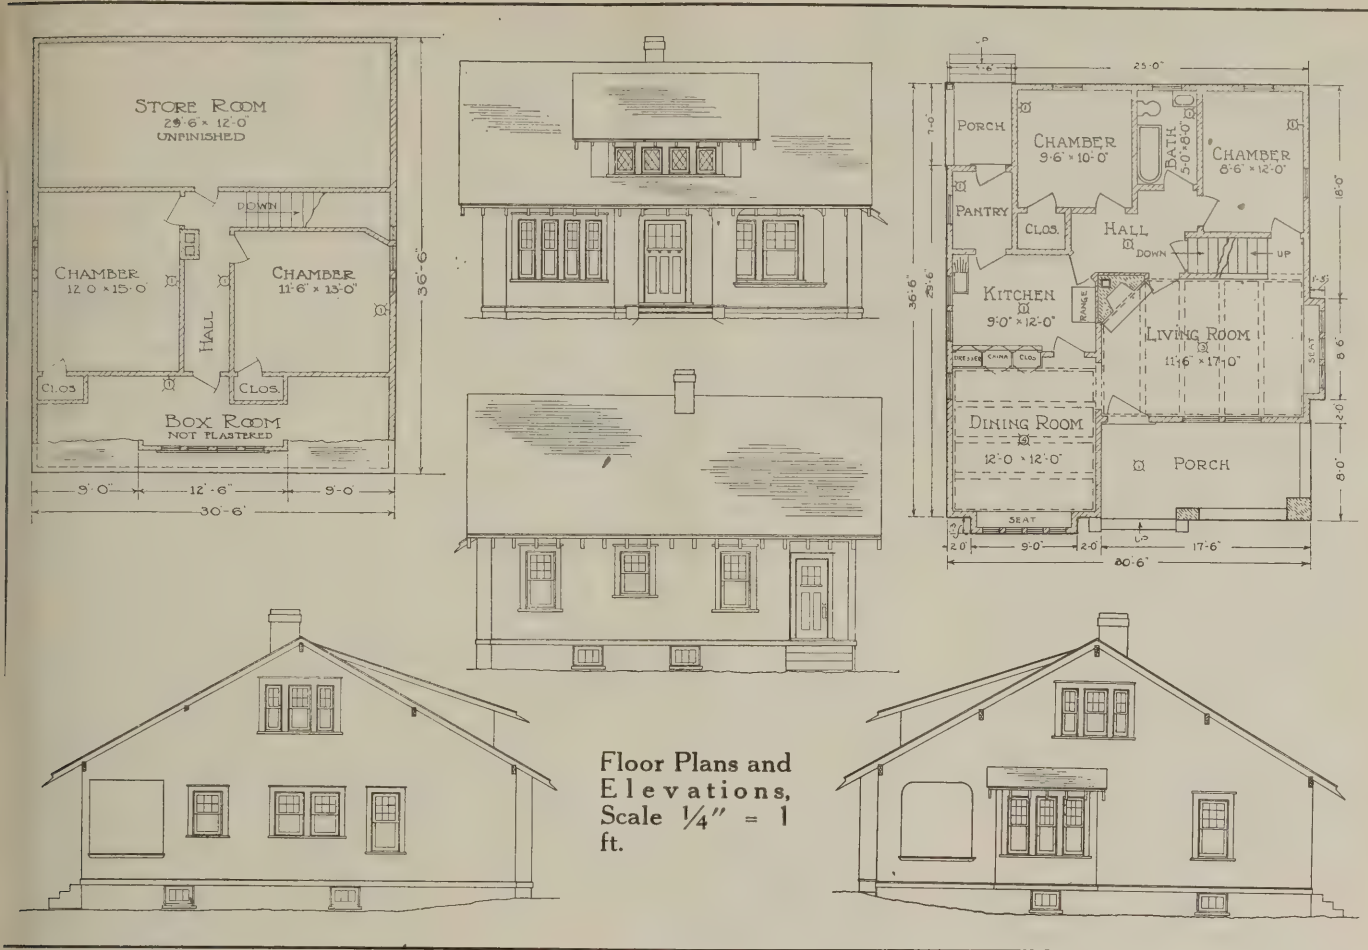 STORE ROOM
29'-6" × 12'-0"
UNFINISHED
DOWN
CHAMBER
12'0 × 15'-0
CHAMBER
11'-6" × 13'-0"
HALL
CLOS
CLOS.
BOX ROOM
NOT PLASTERED
9'-0"
12'-6"
9'-0
30'-6"
36'-6"
UP
25'-0"
PORCH
7'-0"
CHAMBER
9'-6" × 10'-0"
BATH
5'-0" × 8'-0"
CHAMBER
8'-6" × 12'-0"
18'-0"
PANTRY
CLOS.
HALL
DOWN
UP
36'-6"
29'-6"
KITCHEN
9'-0" × 12'-0"
RANGE
LIVING ROOM
11'-6" × 17'-0"
SEAT
8'-6"
DRESSER
CHINA
CLOS
2'-0"
DINING ROOM
12'-0 × 12'-0"
PORCH
8'-0"
SEAT
UP
2'0"
9'-0"
2'-0"
17'-6"
30'-6"
Floor Plans and
Elevations,
Scale ¼" = 1
ft.